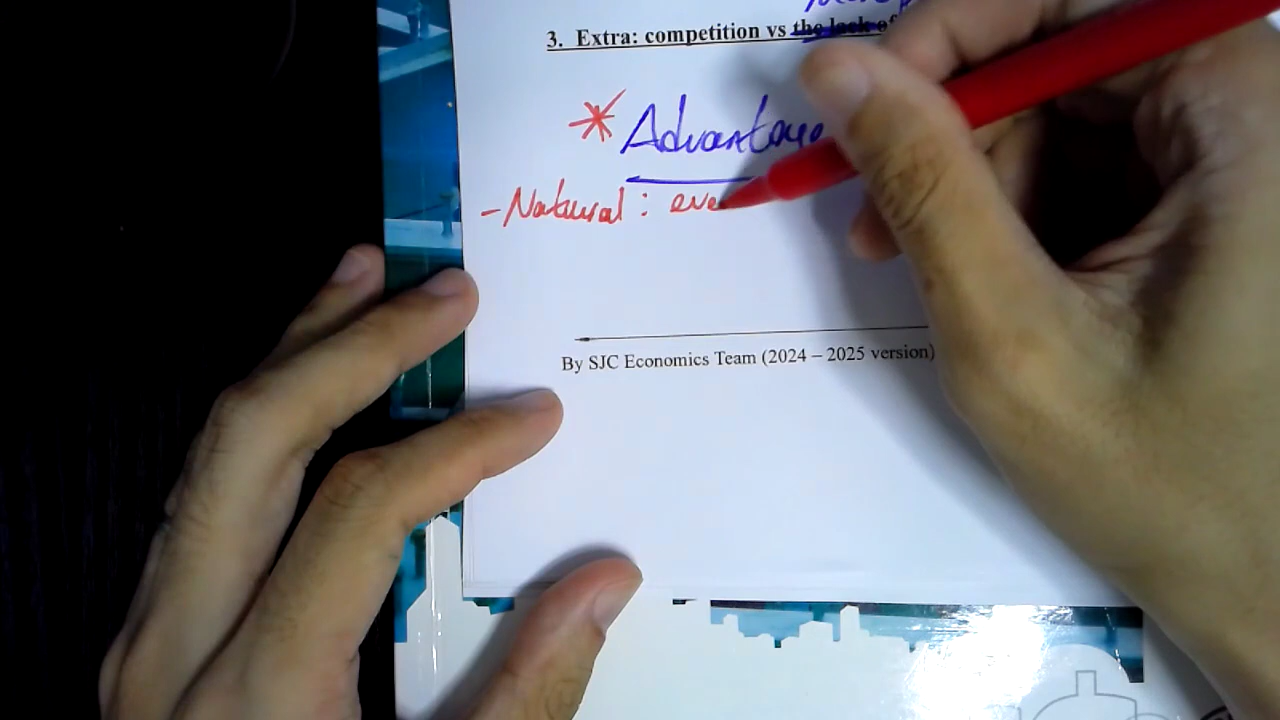 3. Extra: competition vs the lack of
* Advantage
- Natural : eve
By SJC Economics Team (2024 – 2025 version)